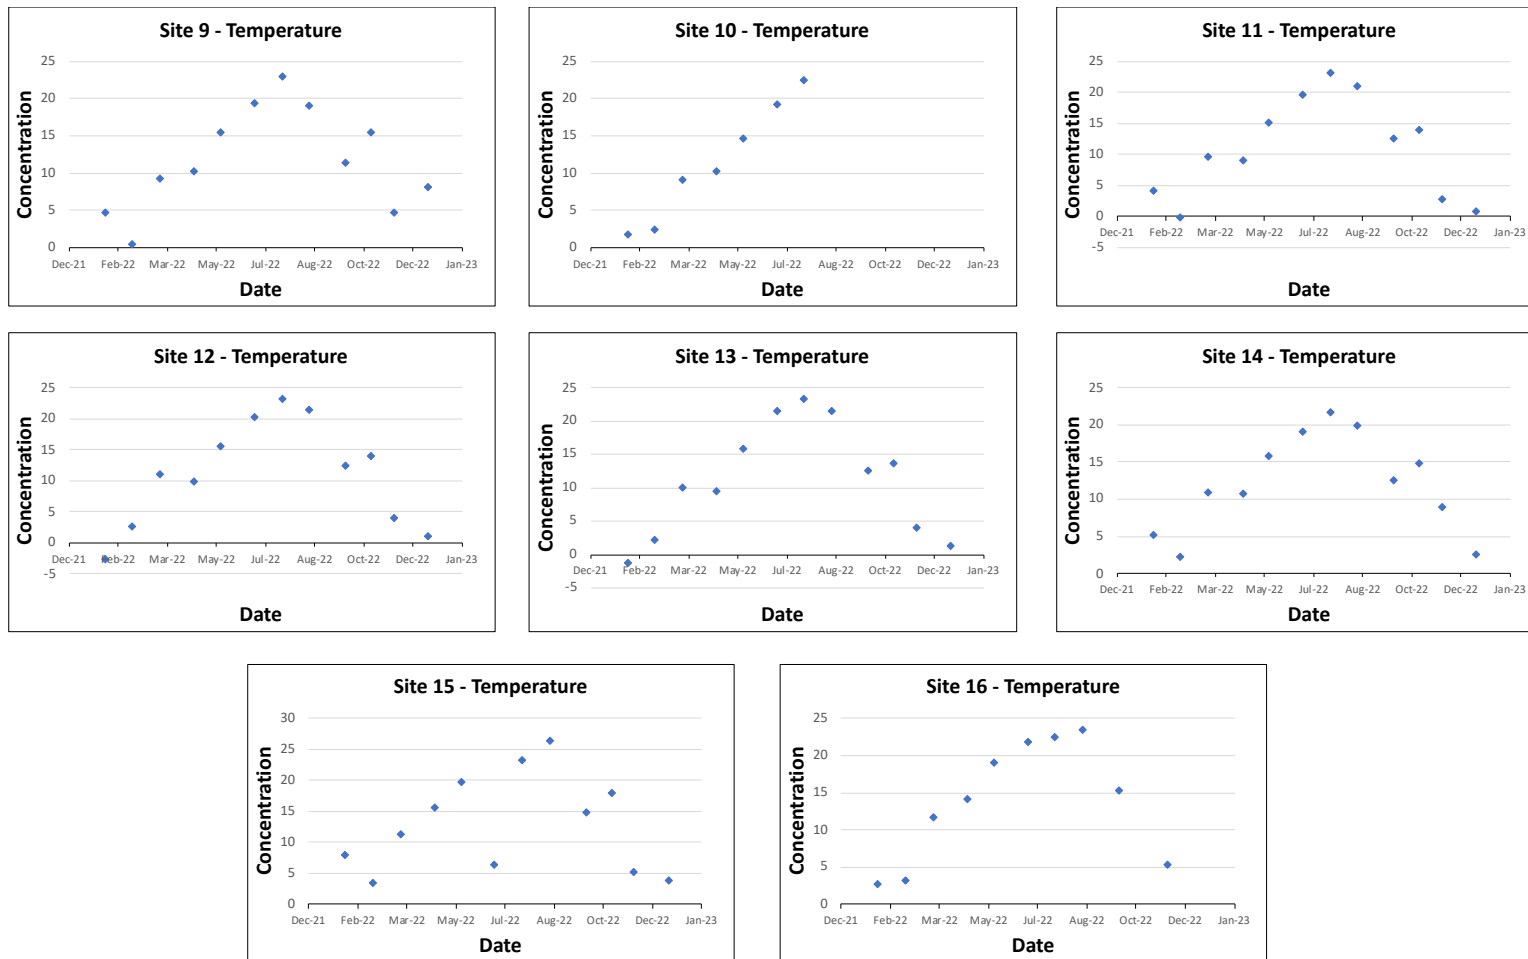 Site 9 - Temperature
25
20
15
10
5
0
Concentration
Dec-21 Feb-22 Mar-22 May-22 Jul-22 Aug-22 Oct-22 Dec-22 Jan-23
Date
Site 10 - Temperature
25
20
15
10
5
0
Concentration
Dec-21 Feb-22 Mar-22 May-22 Jul-22 Aug-22 Oct-22 Dec-22 Jan-23
Date
Site 11 - Temperature
25
20
15
10
5
0
-5
Concentration
Dec-21 Feb-22 Mar-22 May-22 Jul-22 Aug-22 Oct-22 Dec-22 Jan-23
Date
Site 12 - Temperature
25
20
15
10
5
0
-5
Concentration
Dec-21 Feb-22 Mar-22 May-22 Jul-22 Aug-22 Oct-22 Dec-22 Jan-23
Date
Site 13 - Temperature
25
20
15
10
5
0
-5
Concentration
Dec-21 Feb-22 Mar-22 May-22 Jul-22 Aug-22 Oct-22 Dec-22 Jan-23
Date
Site 14 - Temperature
25
20
15
10
5
0
Concentration
Dec-21 Feb-22 Mar-22 May-22 Jul-22 Aug-22 Oct-22 Dec-22 Jan-23
Date
Site 15 - Temperature
30
25
20
15
10
5
0
Concentration
Dec-21 Feb-22 Mar-22 May-22 Jul-22 Aug-22 Oct-22 Dec-22 Jan-23
Date
Site 16 - Temperature
25
20
15
10
5
0
Concentration
Dec-21 Feb-22 Mar-22 May-22 Jul-22 Aug-22 Oct-22 Dec-22 Jan-23
Date